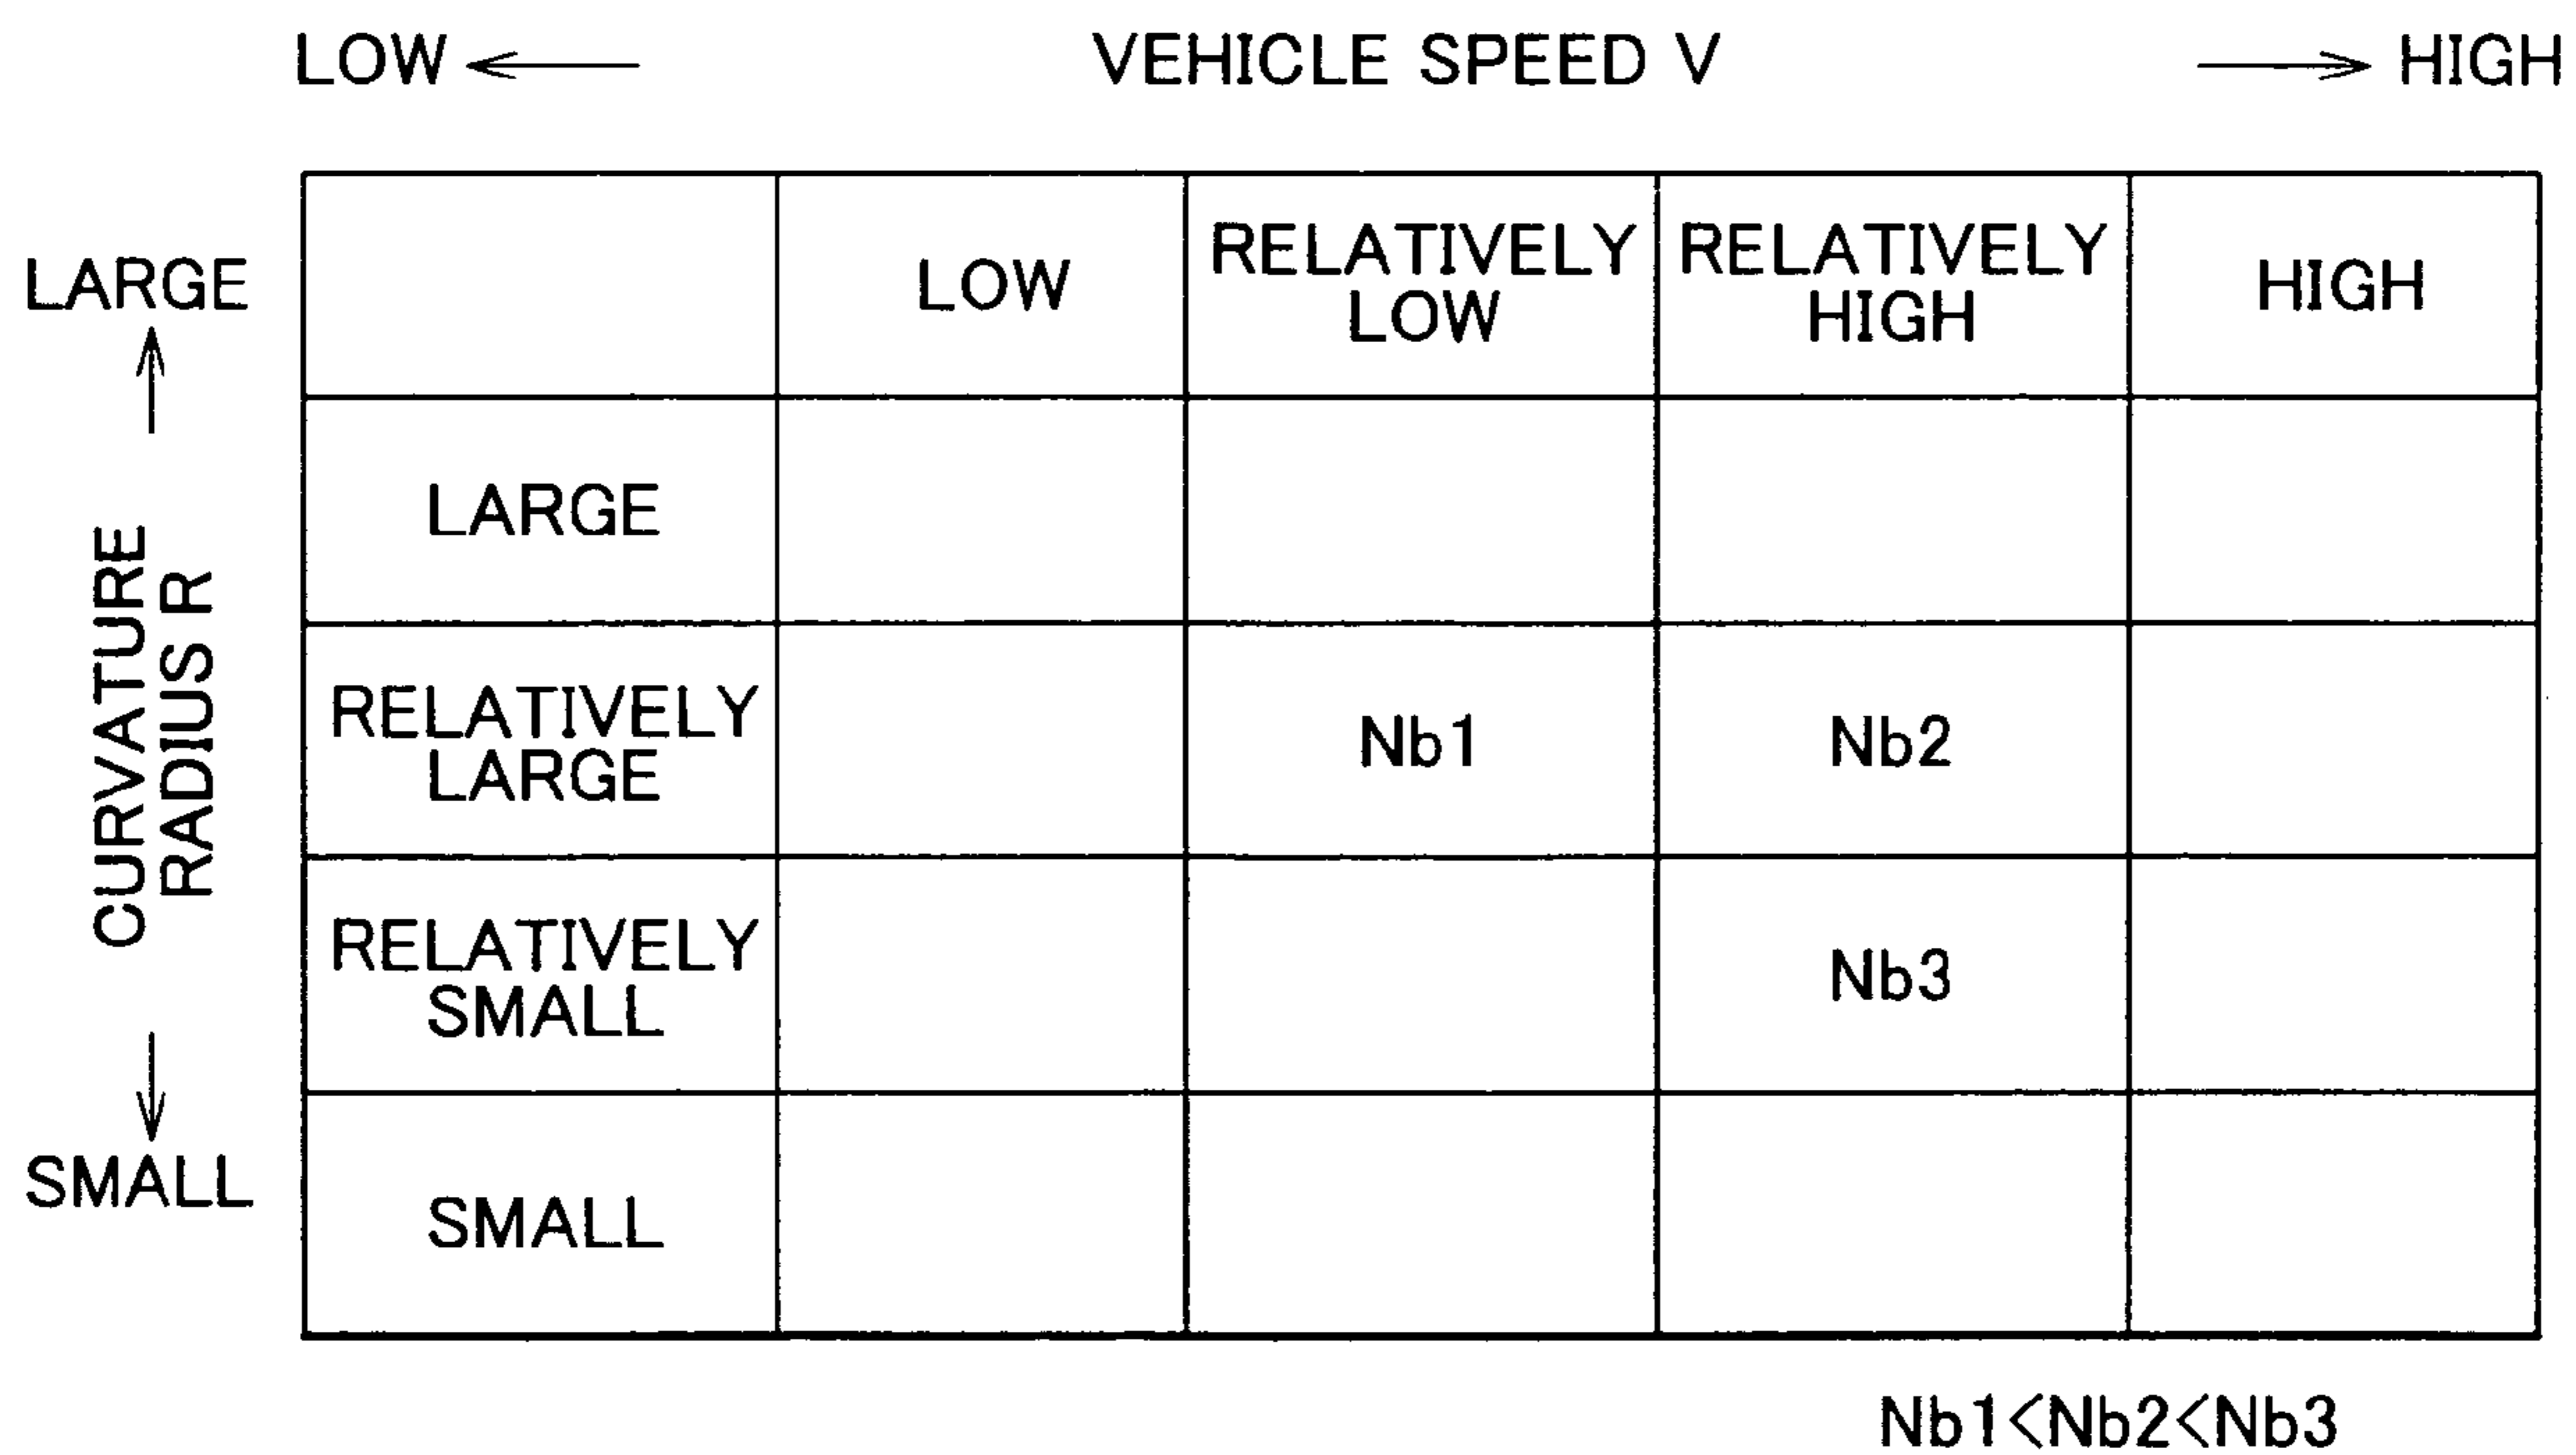 LOW
VEHICLE SPEED V
HIGH
LARGE
CURVATURE
RADIUS R
SMALL
LOW
RELATIVELY
LOW
RELATIVELY
HIGH
HIGH
LARGE
RELATIVELY
LARGE
Nb1
Nb2
RELATIVELY
SMALL
Nb3
SMALL
Nb1<Nb2<Nb3